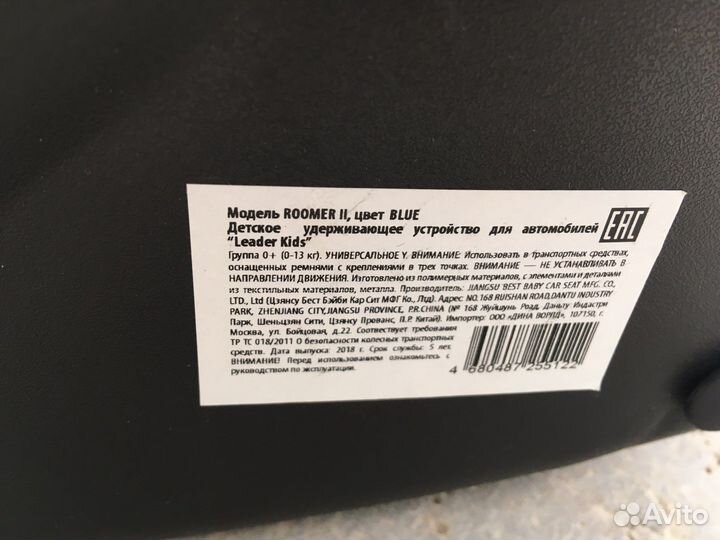 Модель ROOMER II, цвет BLUE
Детское удерживающее устройство для автомобилей
"Leader Kids"
EAC
Группа 0+ (0-13 кг). УНИВЕРСАЛЬНОЕ Y. ВНИМАНИЕ: Использовать в транспортных средствах,
оснащенных ремнями с креплениями в трех точках. ВНИМАНИЕ — НЕ УСТАНАВЛИВАТЬ В
НАПРАВЛЕНИИ ДВИЖЕНИЯ. Изготовлено из полимерных материалов, с элементами и деталями
из текстильных материалов, металла. Производитель: JIANGSU BEST BABY CAR SEAT MFG. CO.,
LTD., Ltd (Цзянсу Бест Бэйби Кар Сит МФГ Ко., Лтд). Адрес: NO.168 RUISHAN ROAD, DANTU INDUSTRY
PARK, ZHENJIANG CITY, JIANGSU PROVINCE, P.R.CHINA (№ 168 Жуйшунь Роад, Даньту Индастри
Парк, Шеньцзян Сити, Цзянсу Прованс, П.Р Китай). Импортер: ООО «ДИНА ВОРЛД», 107150, г.
Москва, ул. Бойцовая, д.22. Соотвествует требования
ТР ТС 018/2011 О безопасности колесных транспортных
средств. Дата выпуска: 2018 г. Срок службы: 5 лет.
ВНИМАНИЕ! Перед использованием ознакомьтесь с
руководством по эксплуатации.
4 680487 255122
Avito